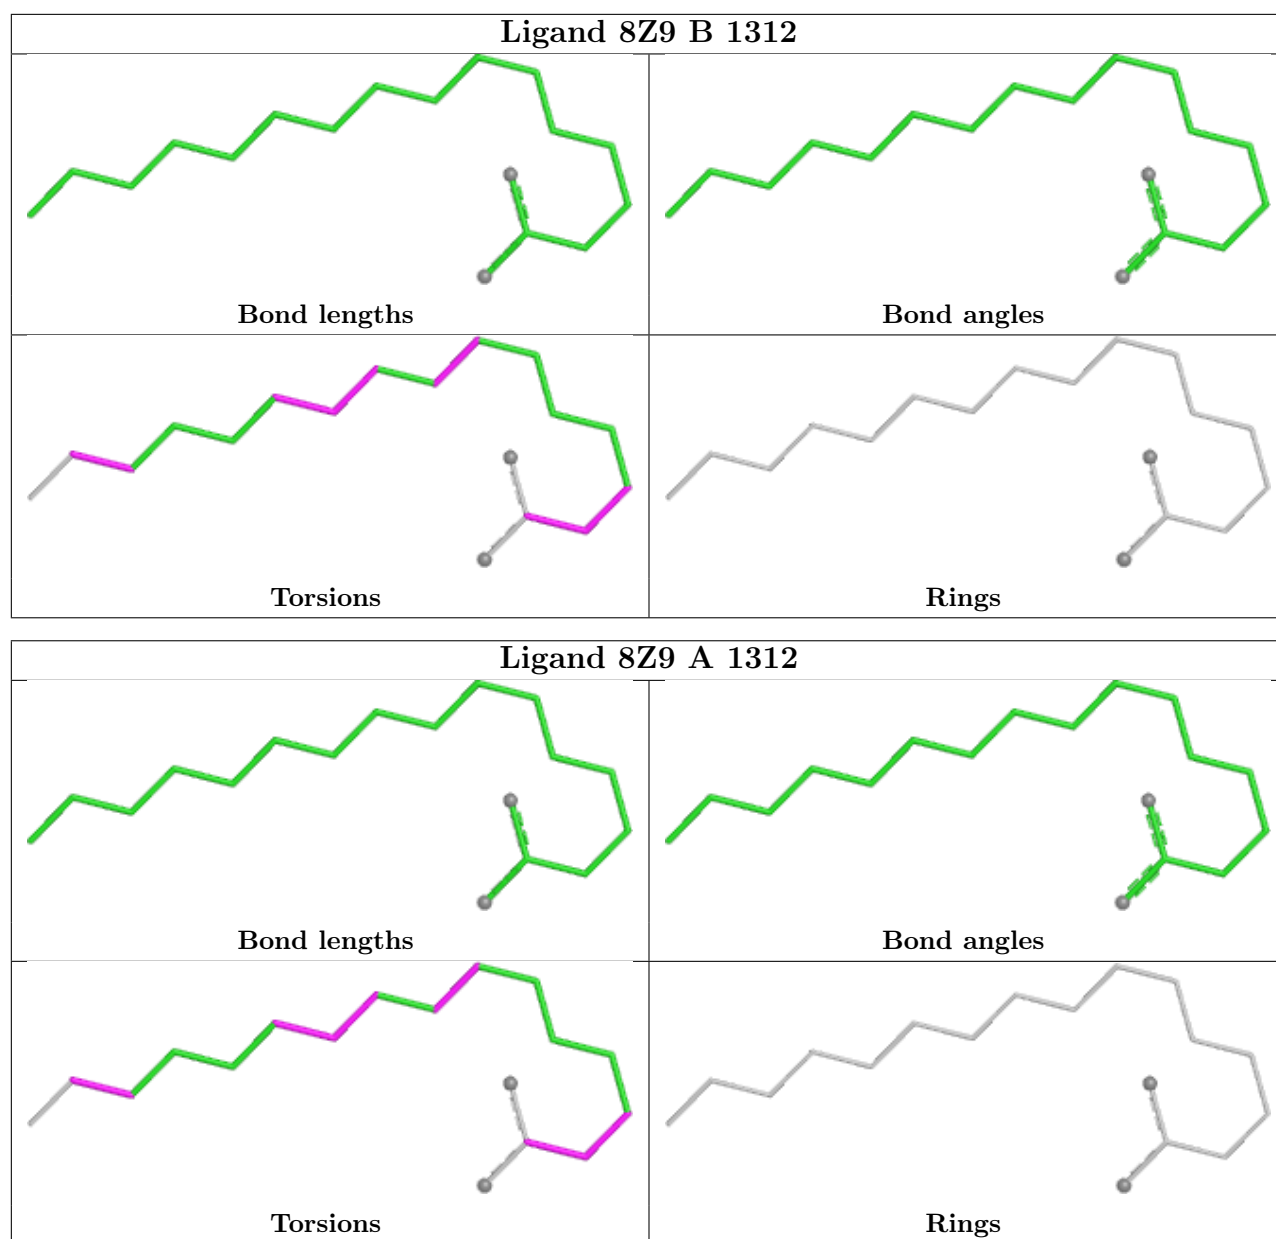 Ligand 8Z9 B 1312
Bond lengths
Bond angles
Torsions
Rings
Ligand 8Z9 A 1312
Bond lengths
Bond angles
Torsions
Rings